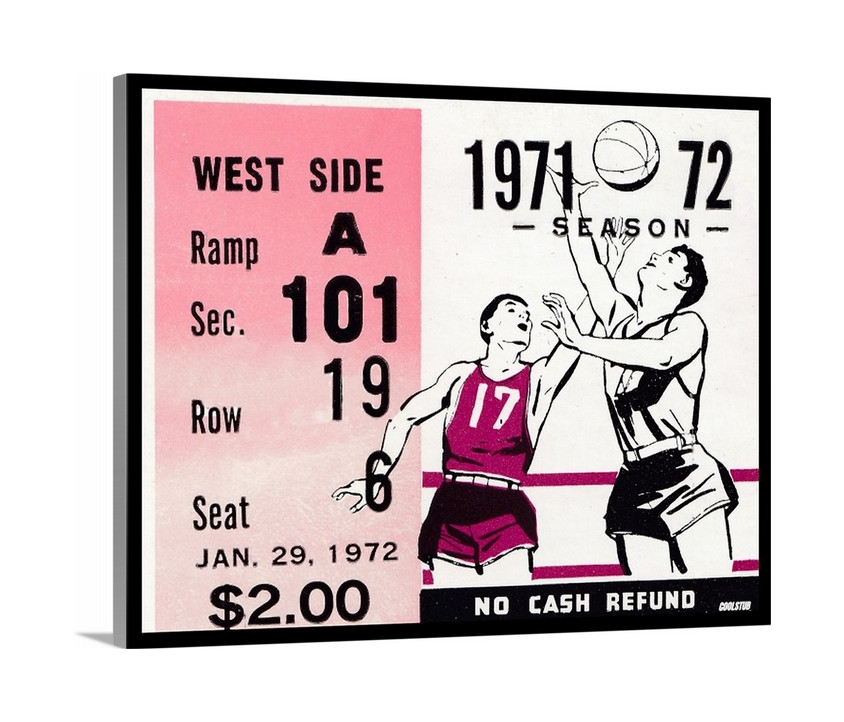 WEST SIDE
Ramp A
Sec. 101
Row 19
Seat 6
JAN. 29, 1972
$2.00
1971 72
— SEASON —
17
NO CASH REFUND
COOLSTUB